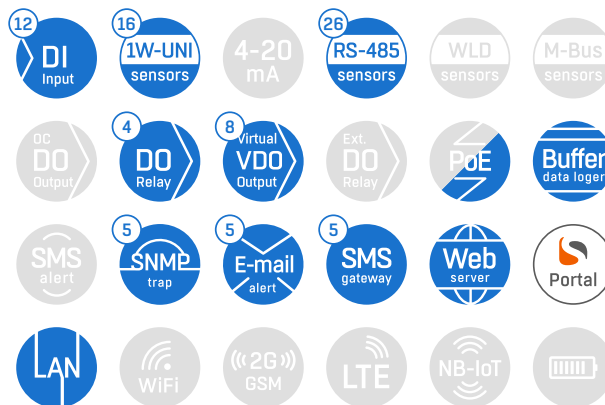 12
DI
Input
16
1W-UNI
sensors
4-20
mA
26
RS-485
sensors
WLD
sensors
M-Bus
sensors
OC
DO
Output
4
DO
Relay
8
Virtual
VDO
Output
Ext.
DO
Relay
PoE
Buffer
data loger
SMS
alert
5
SNMP
trap
5
E-mail
alert
5
SMS
gateway
Web
server
Portal
LAN
WiFi
2G
GSM
LTE
NB-IoT